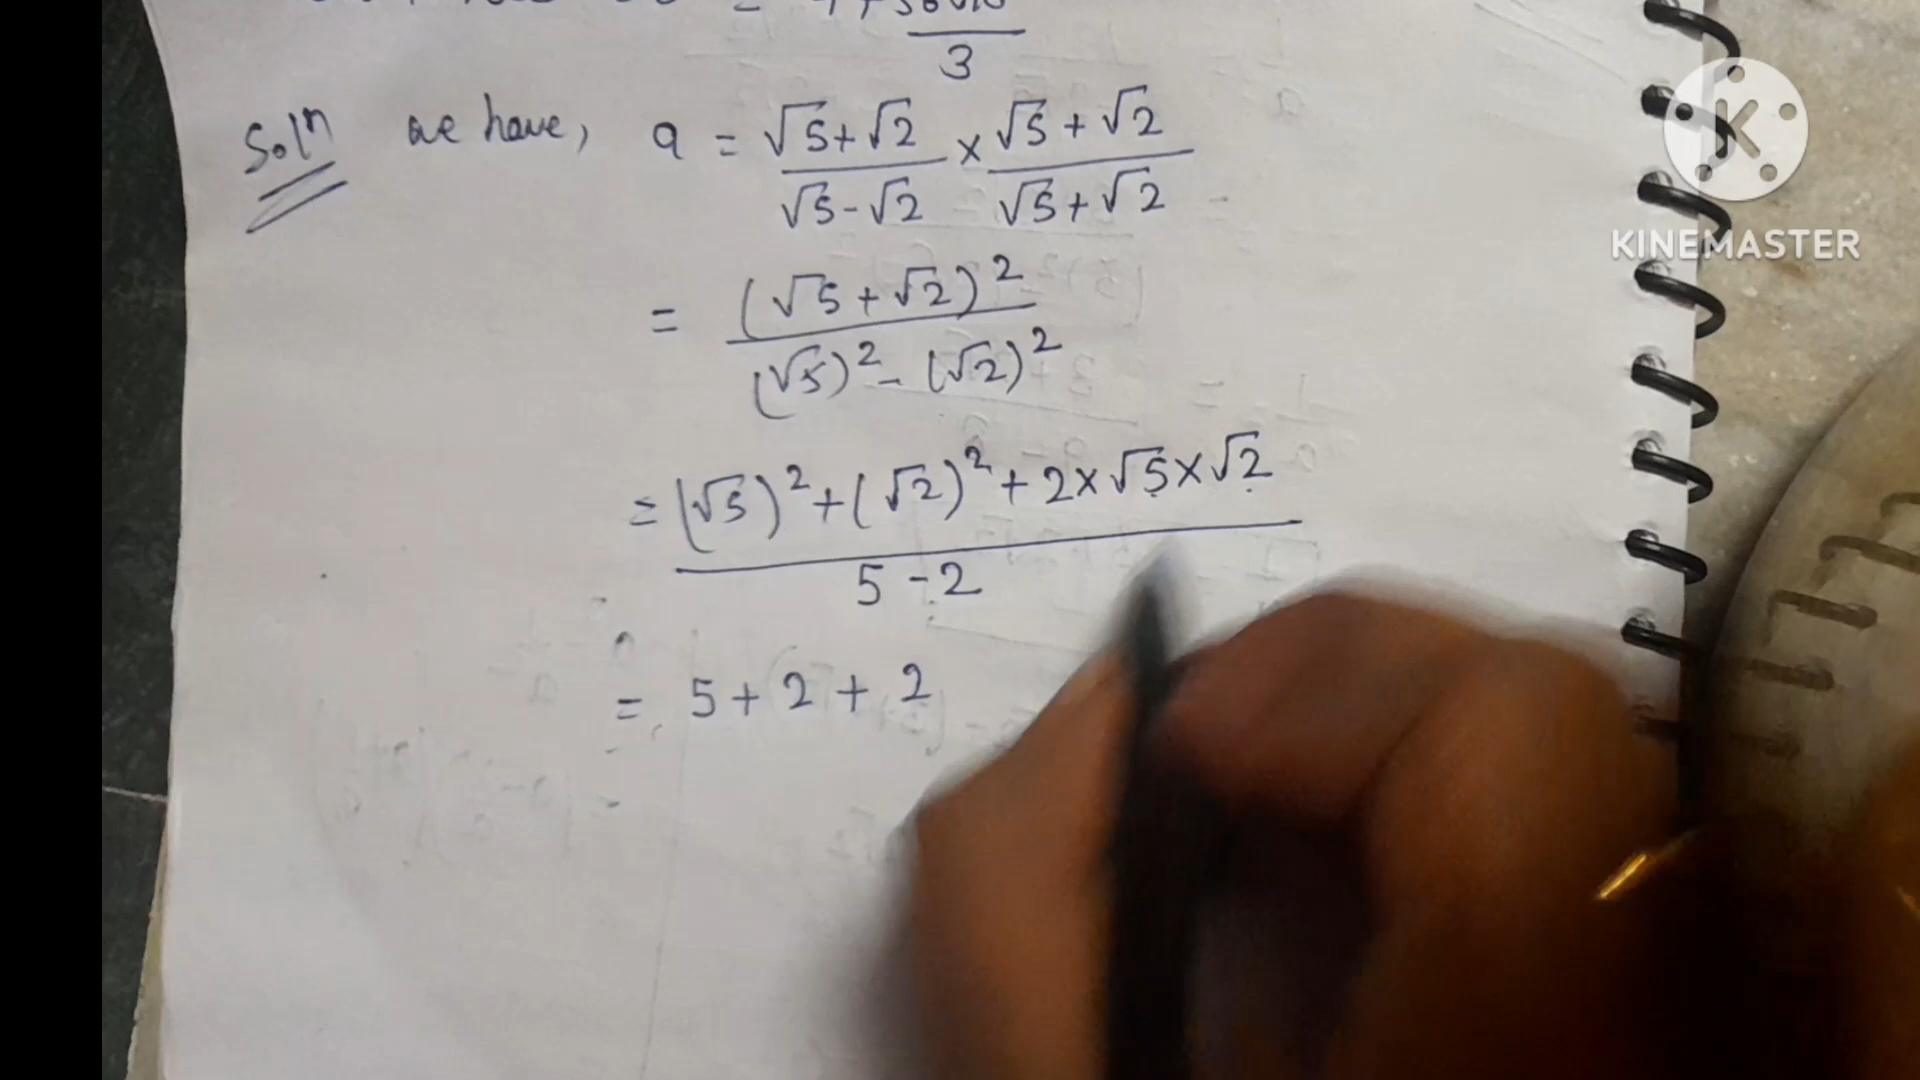 3
Solⁿ we have, a = √5+√2/√5-√2 × √5+√2/√5+√2
= (√5+√2)²/(√5)²-(√2)²
= (√5)²+(√2)²+2×√5×√2/5-2
= 5+2+2
KINEMASTER